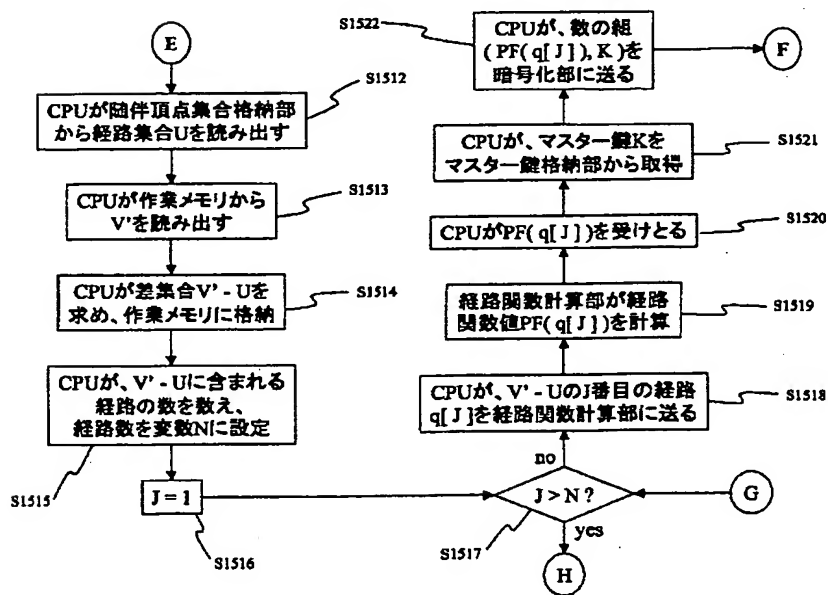 E
S1512
CPUが随伴頂点集合格納部
から経路集合Uを読み出す
S1513
CPUが作業メモリから
V'を読み出す
CPUが差集合V' - Uを
求め、作業メモリに格納
S1514
CPUが、V' - Uに含まれる
経路の数を数え、
経路数を変数Nに設定
S1515
J = 1
S1516
J > N ?
S1517
yes
no
H
G
CPUが、V' - UのJ番目の経路
q[ J ]を経路関数計算部に送る
S1518
経路関数計算部が経路
関数値PF( q[ J ])を計算
S1519
CPUがPF( q[ J ])を受けとる
S1520
CPUが、マスター鍵Kを
マスター鍵格納部から取得
S1521
S1522
CPUが、数の組
( PF( q[ J ]), K )を
暗号化部に送る
F